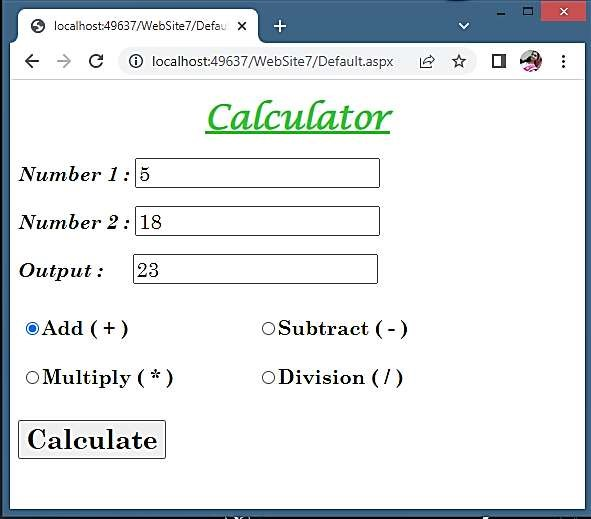 localhost:49637/WebSite7/Defau
localhost:49637/WebSite7/Default.aspx
Calculator
Number 1 : 5
Number 2 : 18
Output : 23
Add ( + ) Subtract ( - )
Multiply ( * ) Division ( / )
Calculate